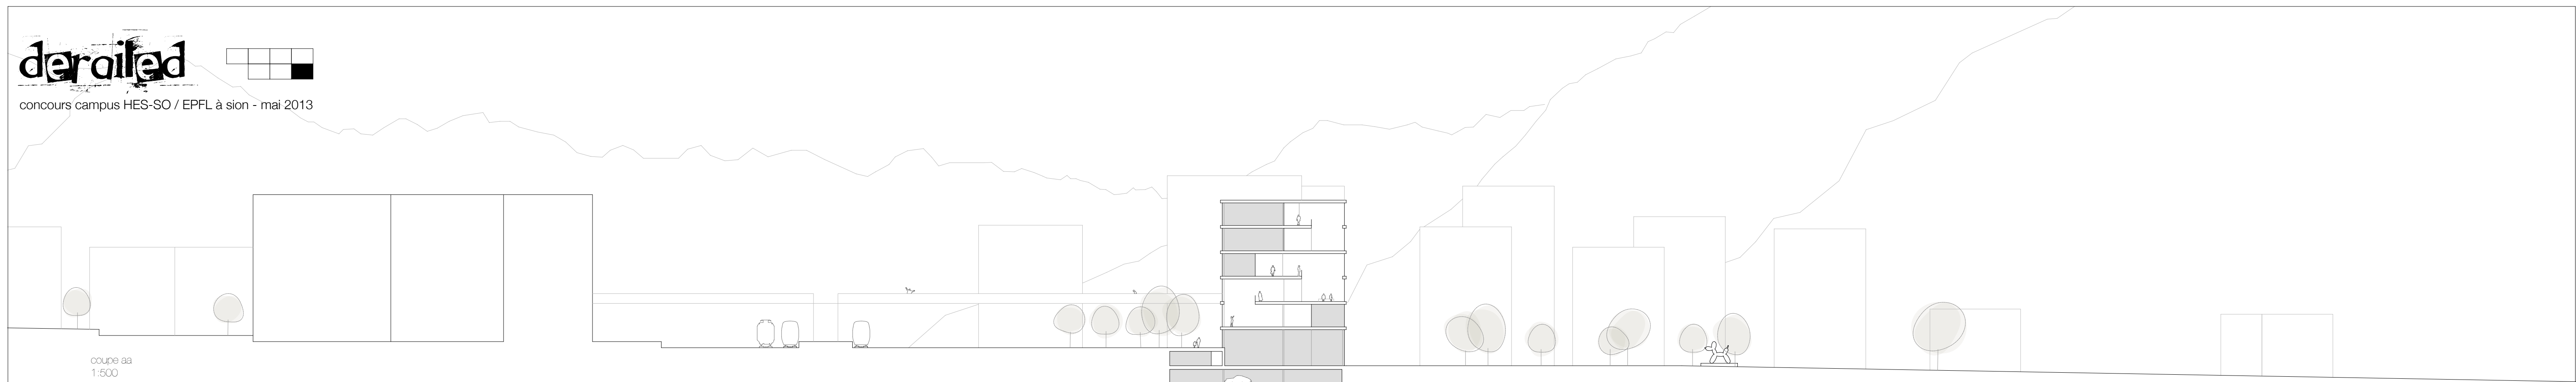 derailed
concours campus HES-SO / EPFL à sion - mai 2013
coupe aa
1:500